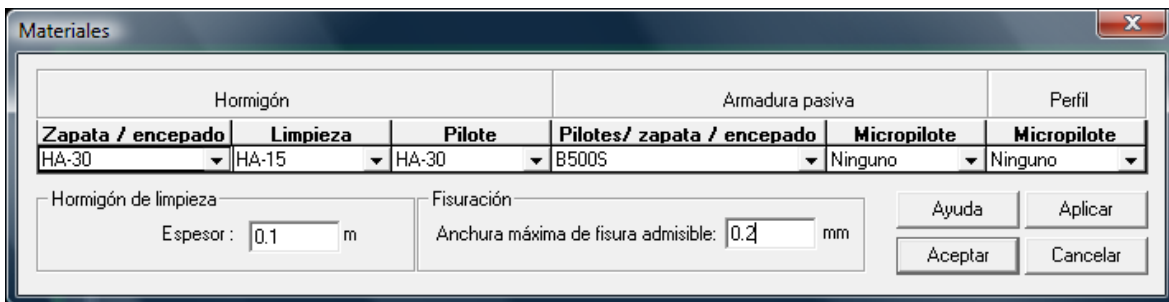 Materiales
Hormigón Armadura pasiva Perfil
Zapata / encepado Limpieza Pilote Pilotes/ zapata / encepado Micropilote Micropilote
HA-30 HA-15 HA-30 B500S Ninguno Ninguno
Hormigón de limpieza Fisuración
Espesor : 0.1 m Anchura máxima de fisura admisible: 0.2 mm
Ayuda Aplicar
Aceptar Cancelar